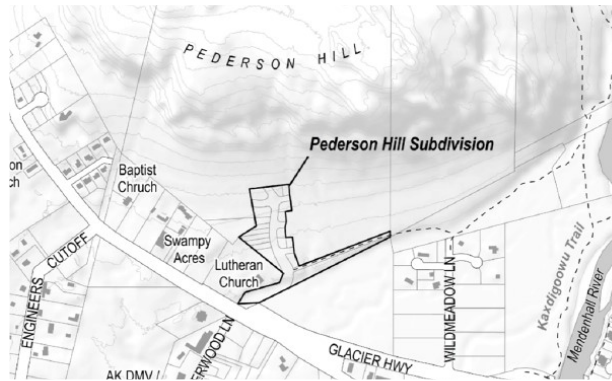 PEDERSON HILL
Pederson Hill Subdivision
Baptist
Chruch
Swampy
Acres
Lutheran
Church
CUTOFF
ENGINEERS
WILDMEADOW LN
Kaxdigoowu Trail
Mendenhall River
GLACIER HWY
AK DMV /